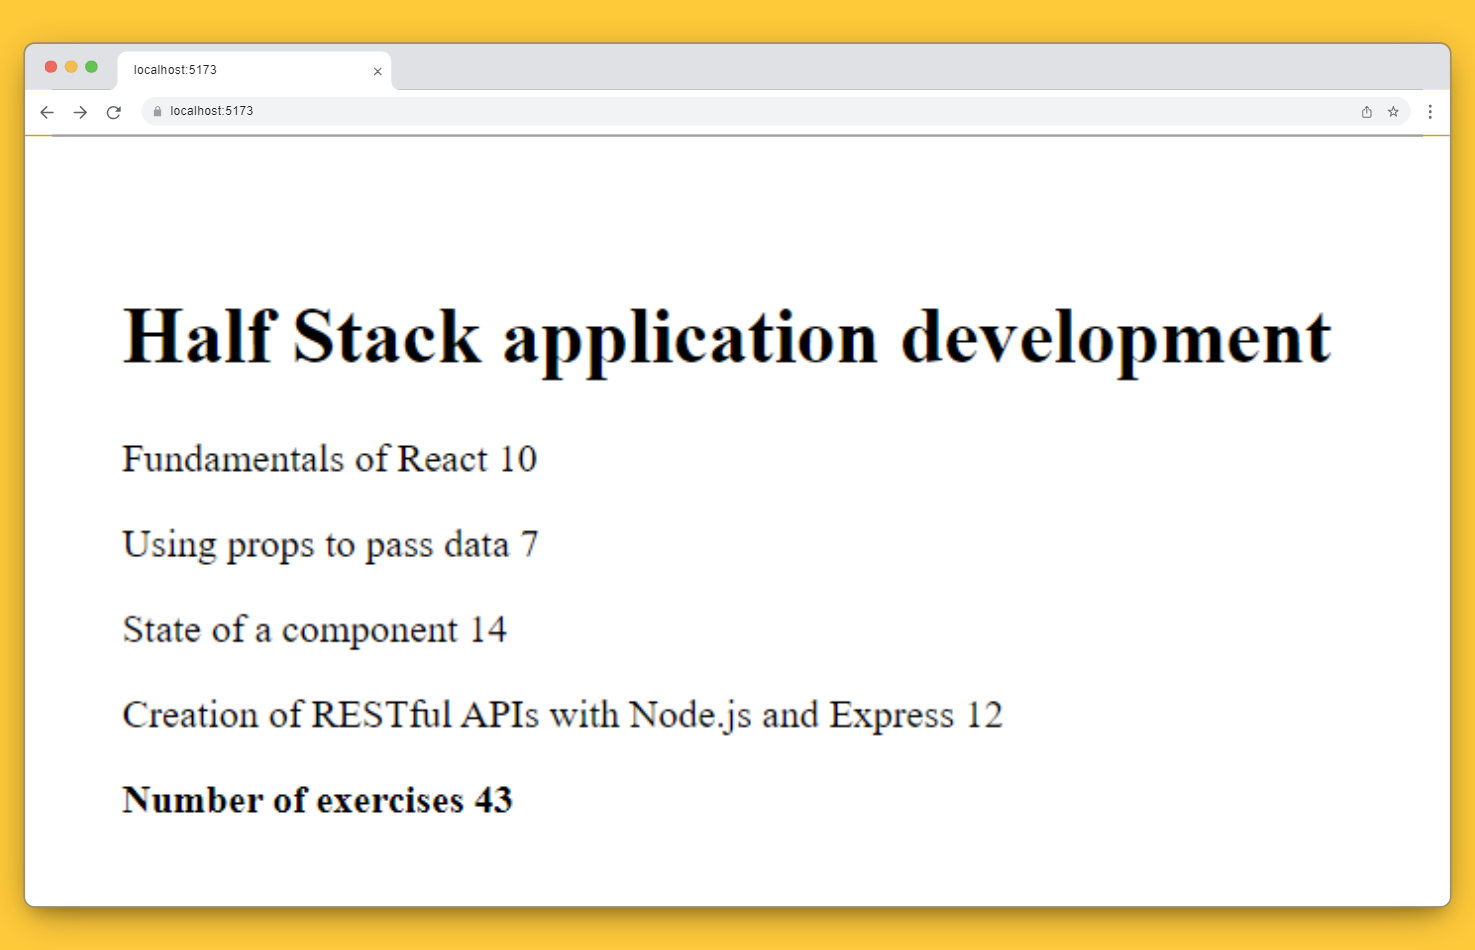 localhost:5173
localhost:5173
Half Stack application development
Fundamentals of React 10
Using props to pass data 7
State of a component 14
Creation of RESTful APIs with Node.js and Express 12
Number of exercises 43